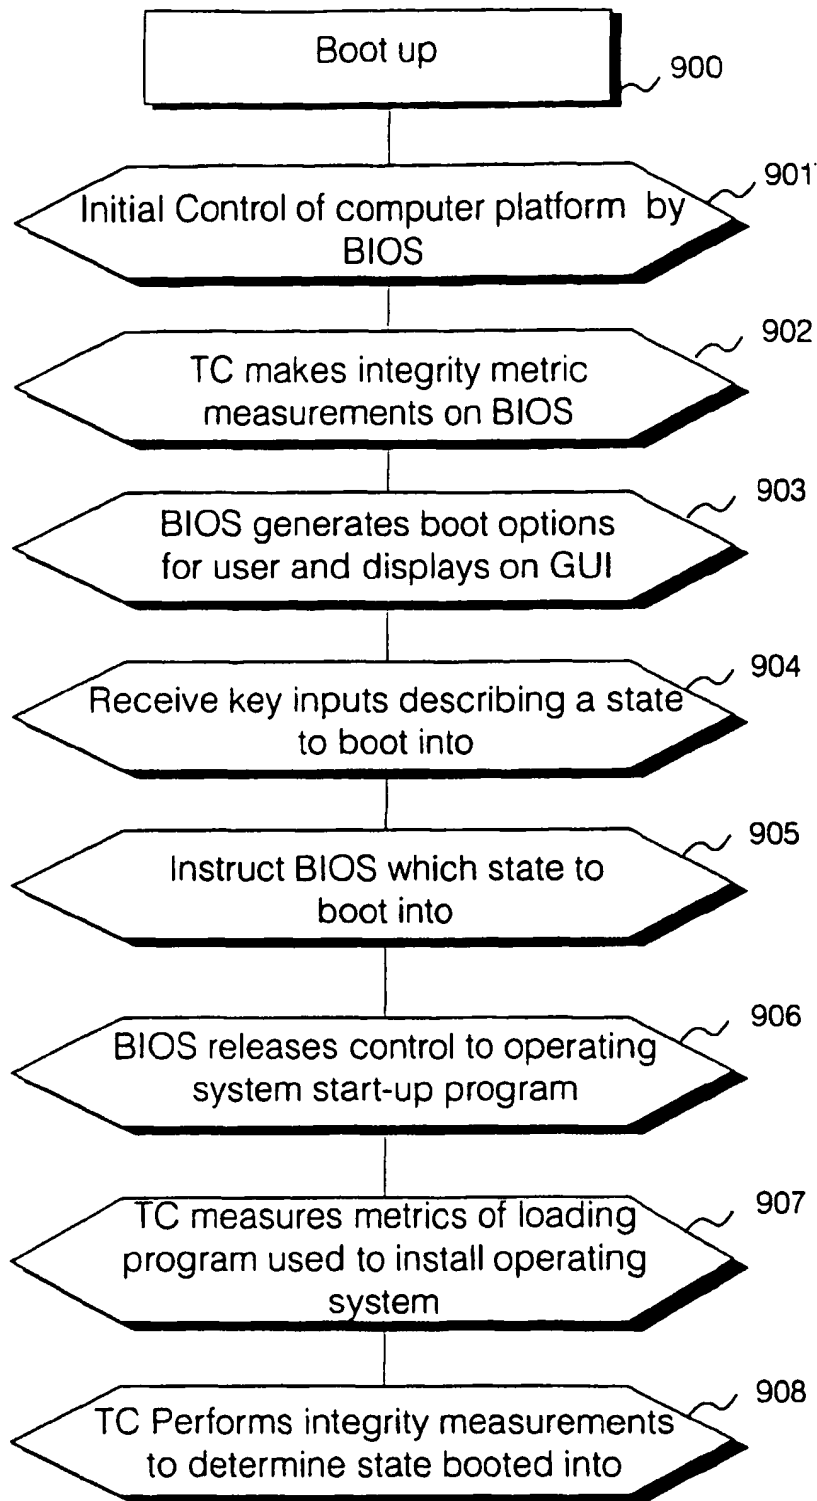 Boot up
900
901
Initial Control of computer platform by
BIOS
902
TC makes integrity metric
measurements on BIOS
903
BIOS generates boot options
for user and displays on GUI
904
Receive key inputs describing a state
to boot into
905
Instruct BIOS which state to
boot into
906
BIOS releases control to operating
system start-up program
907
TC measures metrics of loading
program used to install operating
system
908
TC Performs integrity measurements
to determine state booted into